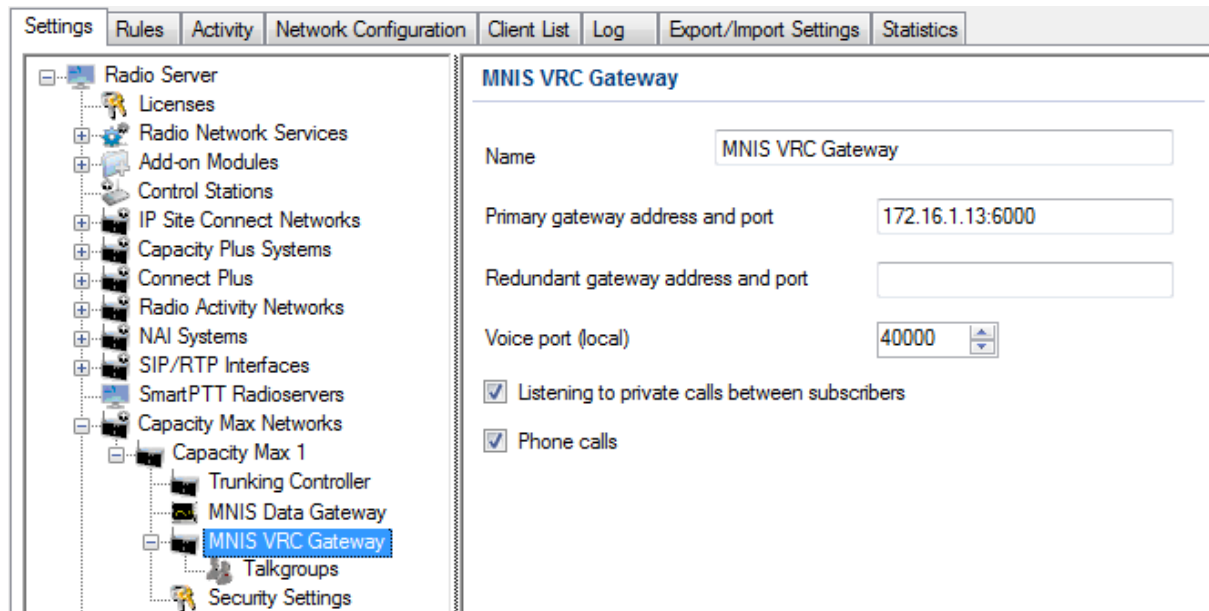 Settings Rules Activity Network Configuration Client List Log Export/Import Settings Statistics
Radio Server
Licenses
Radio Network Services
Add-on Modules
Control Stations
IP Site Connect Networks
Capacity Plus Systems
Connect Plus
Radio Activity Networks
NAI Systems
SIP/RTP Interfaces
SmartPTT Radioservers
Capacity Max Networks
Capacity Max 1
Trunking Controller
MNIS Data Gateway
MNIS VRC Gateway
Talkgroups
Security Settings
MNIS VRC Gateway
Name MNIS VRC Gateway
Primary gateway address and port 172.16.1.13:6000
Redundant gateway address and port
Voice port (local) 40000
Listening to private calls between subscribers
Phone calls